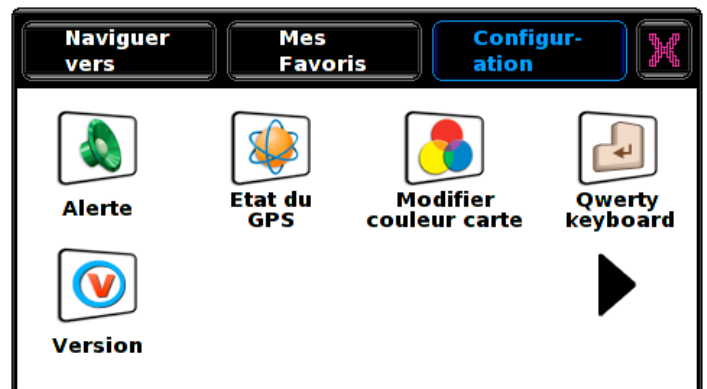 Naviguer
vers
Mes
Favoris
Configur-
ation
Alerte
Etat du
GPS
Modifier
couleur carte
Qwerty
keyboard
V
Version